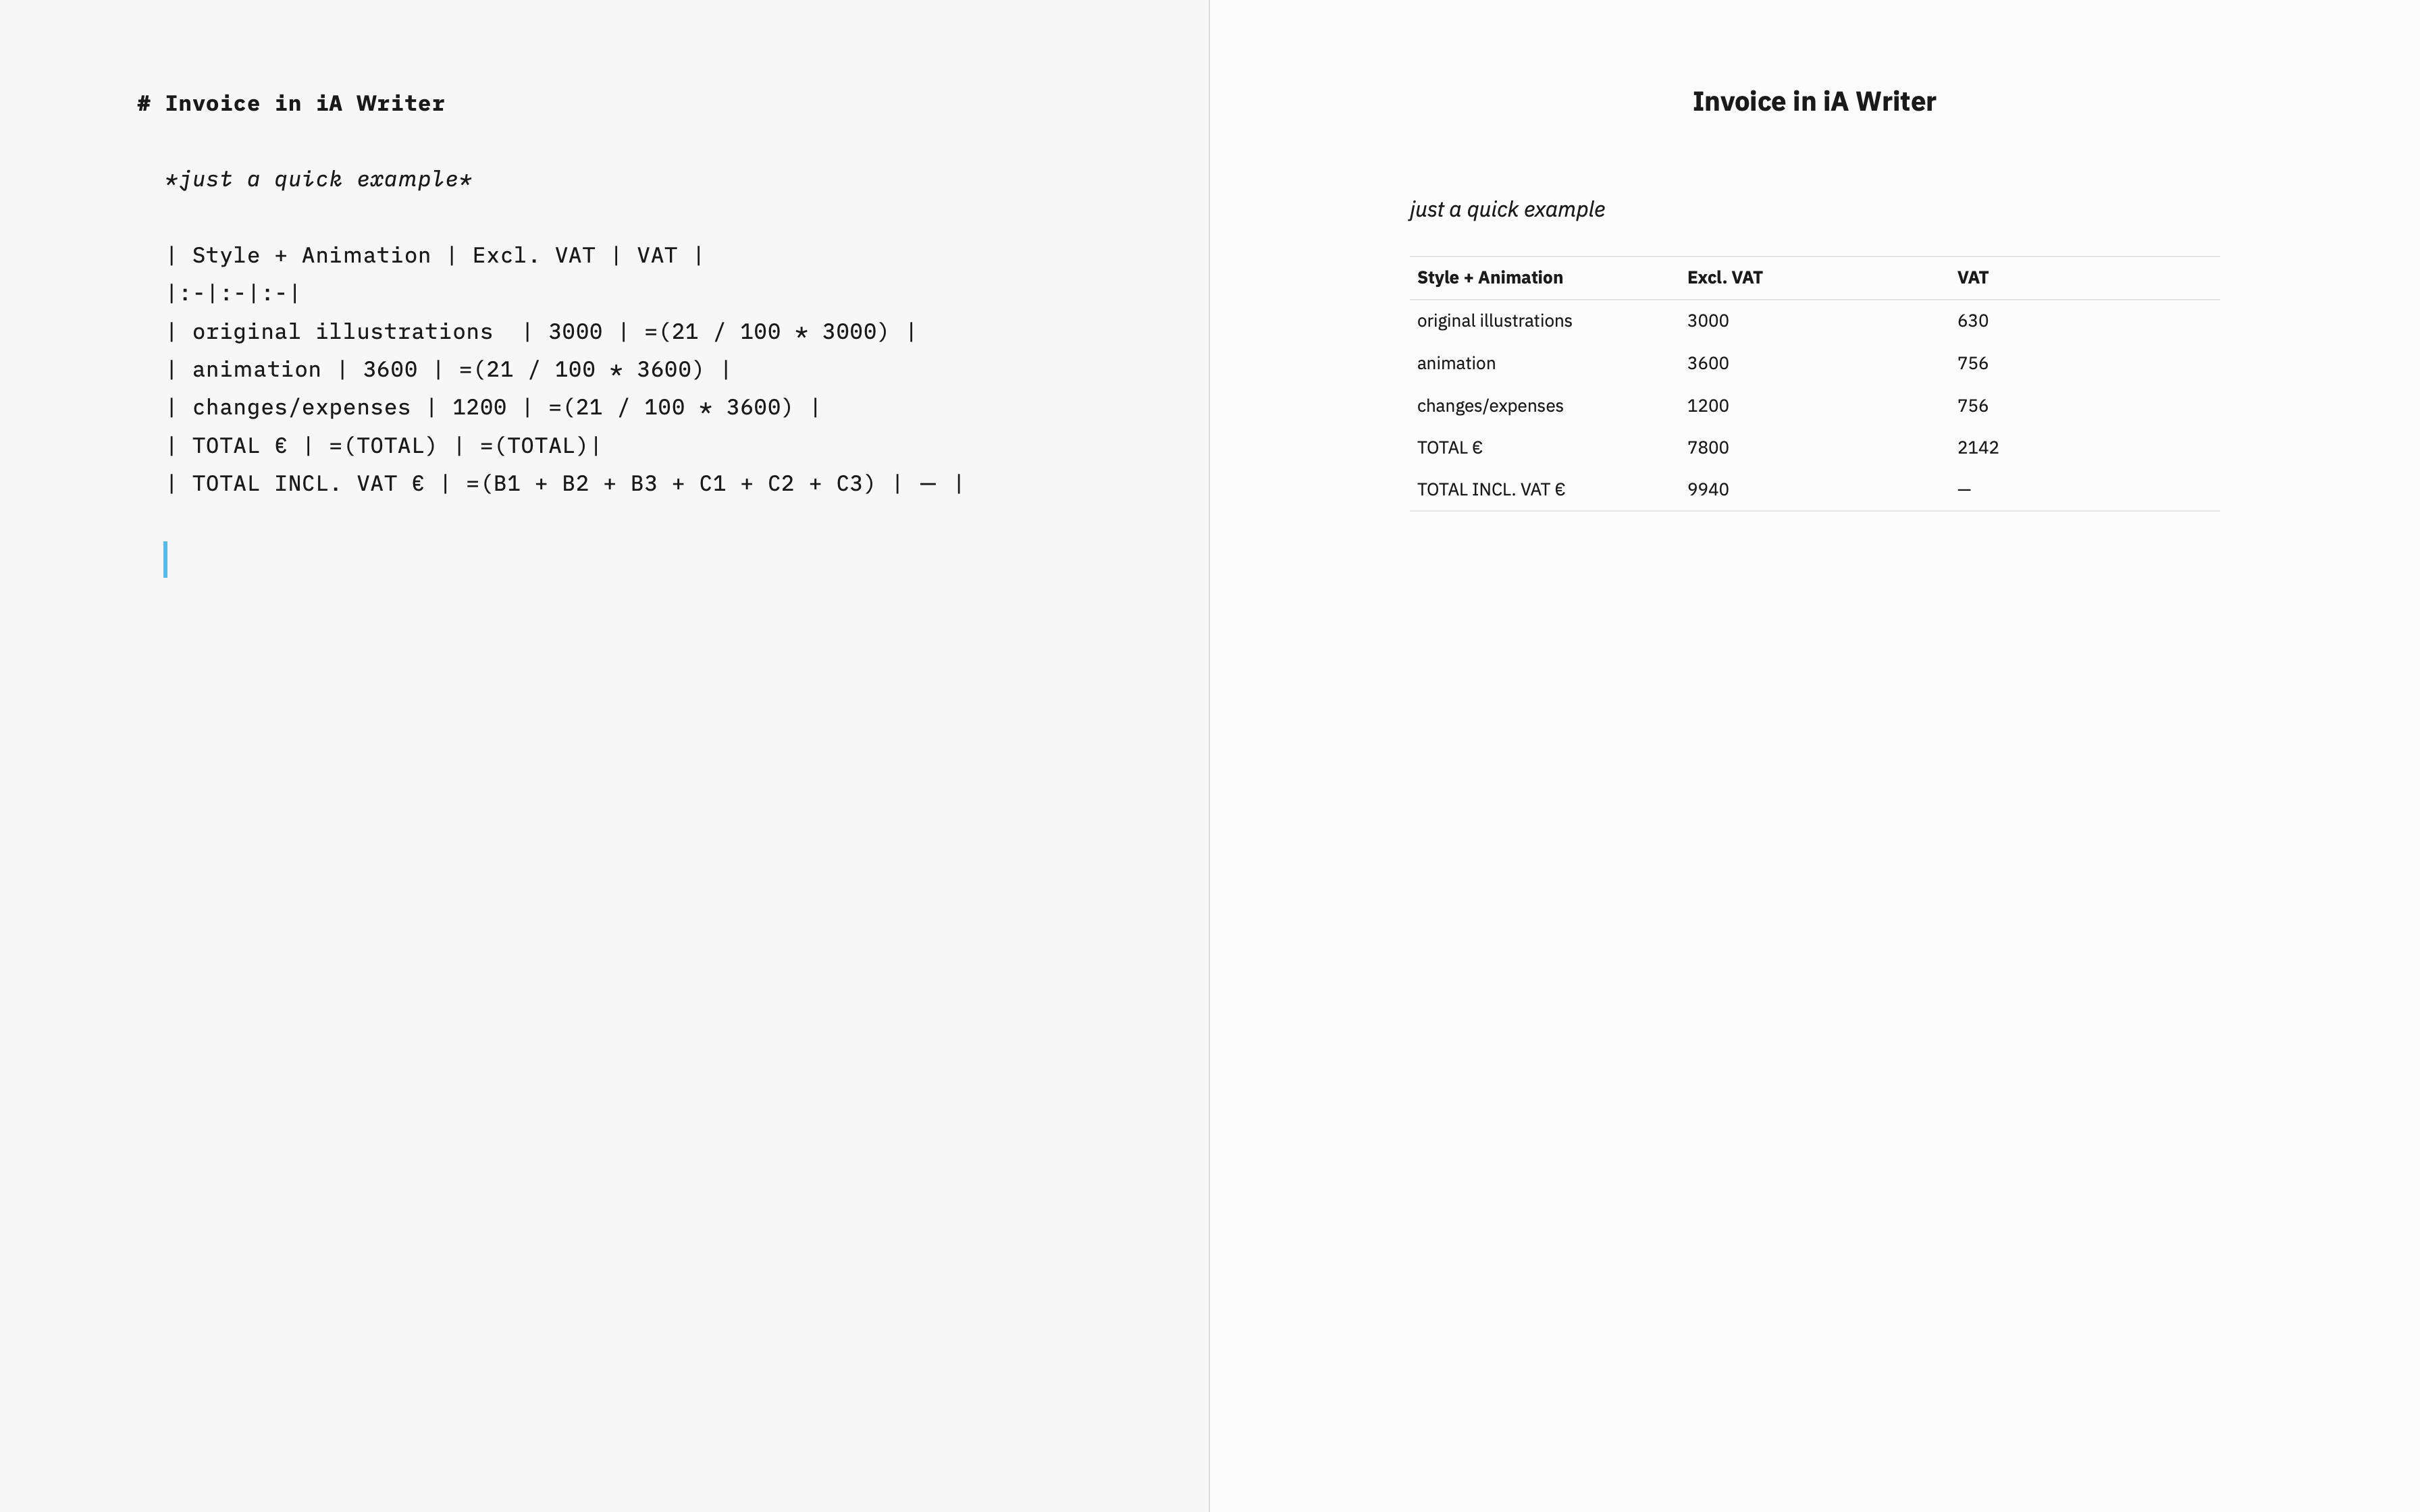 # Invoice in iA Writer
*just a quick example*
| Style + Animation | Excl. VAT | VAT |
|:-|:-|:-|
| original illustrations  | 3000 | =(21 / 100 * 3000) |
| animation | 3600 | =(21 / 100 * 3600) |
| changes/expenses | 1200 | =(21 / 100 * 3600) |
| TOTAL € | =(TOTAL) | =(TOTAL)|
| TOTAL INCL. VAT € | =(B1 + B2 + B3 + C1 + C2 + C3) | — |
Invoice in iA Writer
just a quick example
Style + Animation Excl. VAT VAT
original illustrations 3000 630
animation 3600 756
changes/expenses 1200 756
TOTAL € 7800 2142
TOTAL INCL. VAT € 9940 —